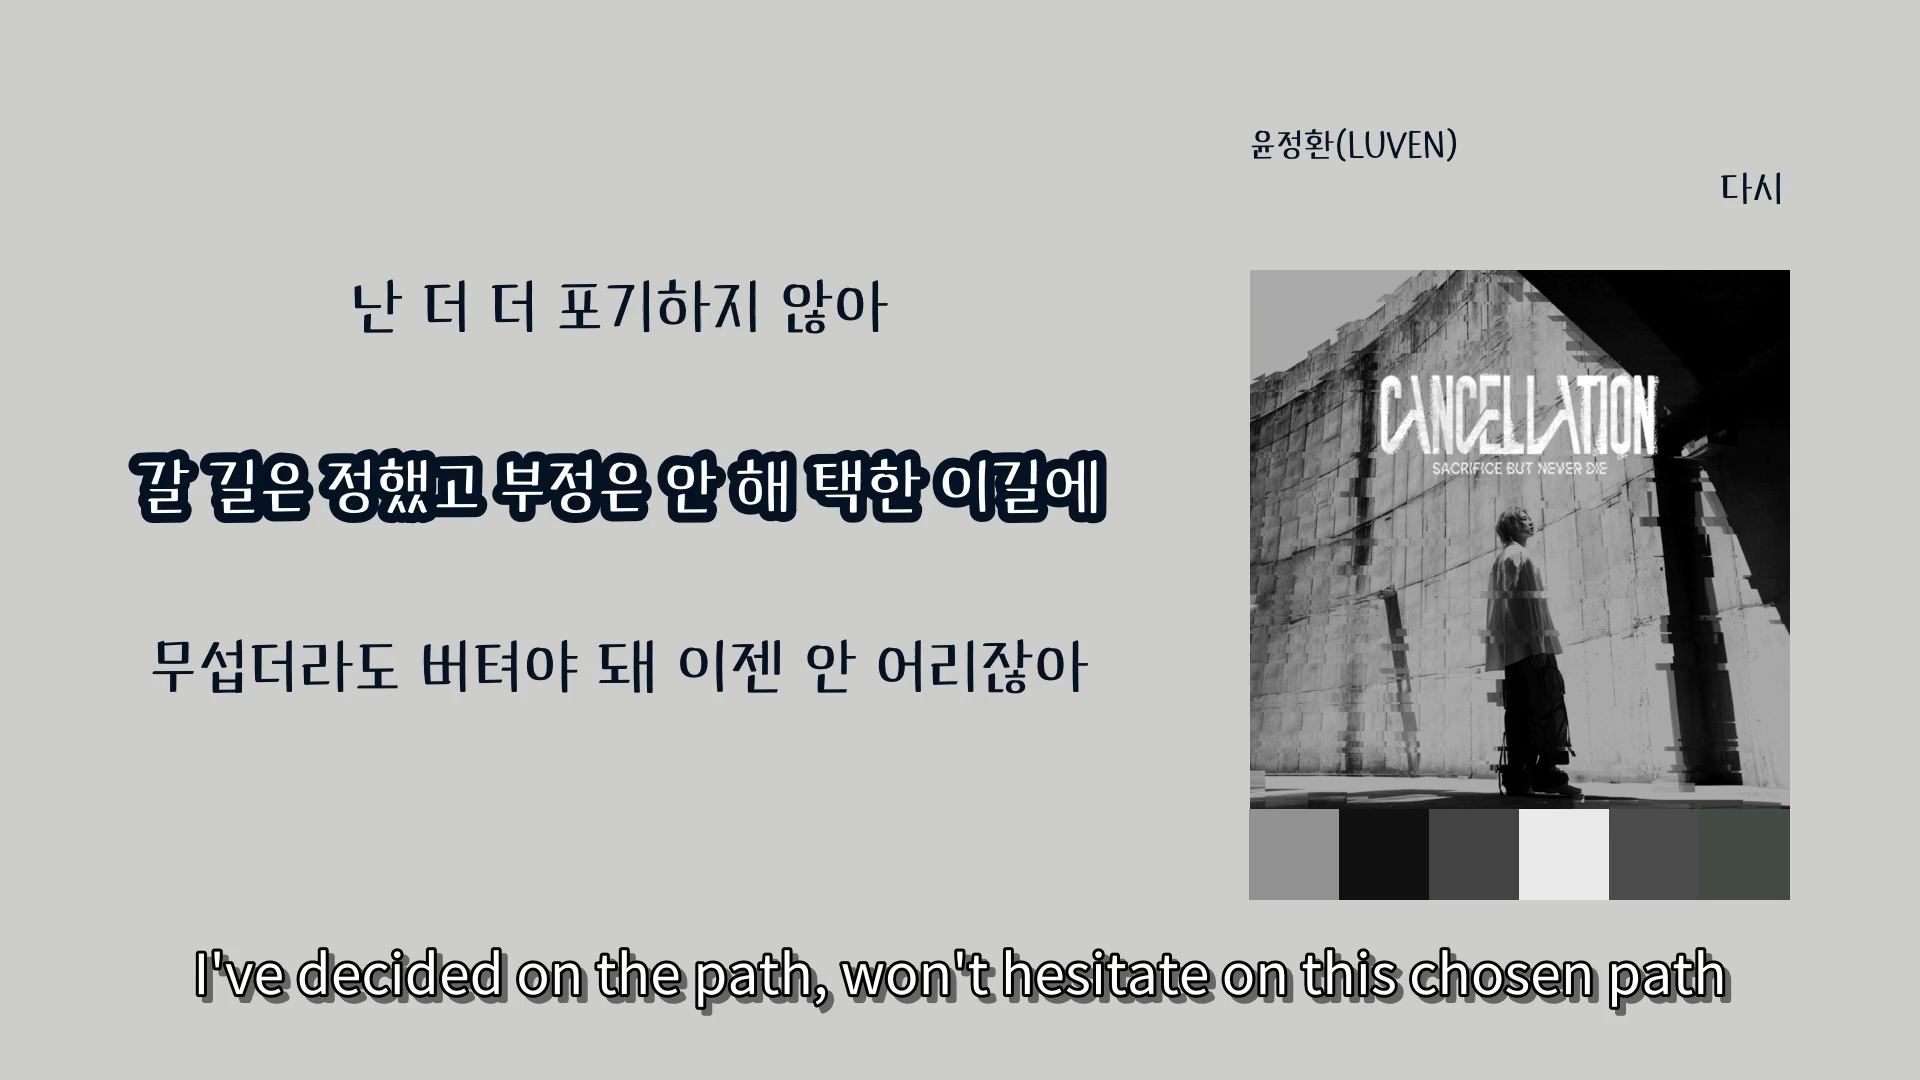 윤정환(LUVEN)
다시
난 더 더 포기하지 않아
갈 길은 정했고 부정은 안 해 택한 이길에
무섭더라도 버텨야 돼 이젠 안 어리잖아
CANCELLATION
SACRIFICE BUT NEVER DIE
I've decided on the path, won't hesitate on this chosen path